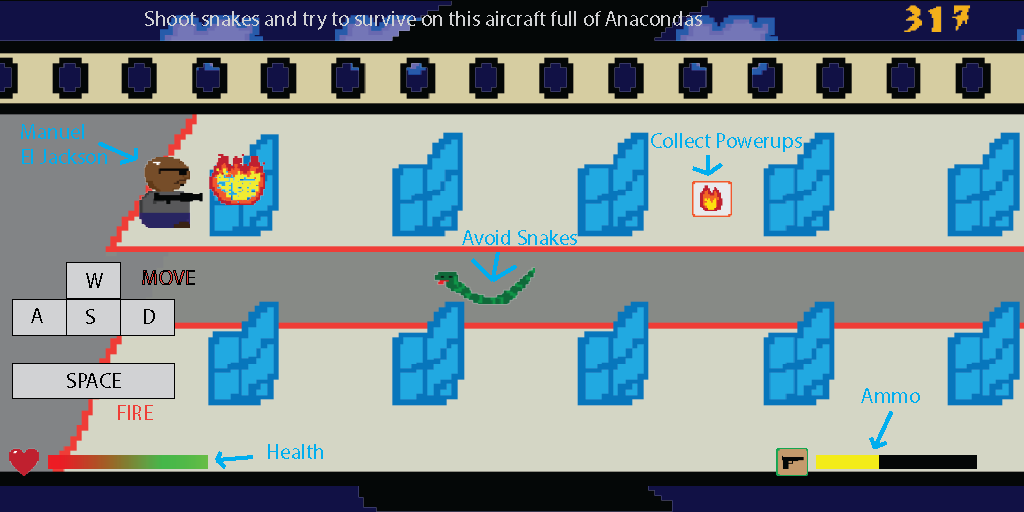 Shoot snakes and try to survive on this aircraft full of Anacondas
317
Manuel
El Jackson
Collect Powerups
Avoid Snakes
W
MOVE
A
S
D
SPACE
FIRE
Ammo
Health